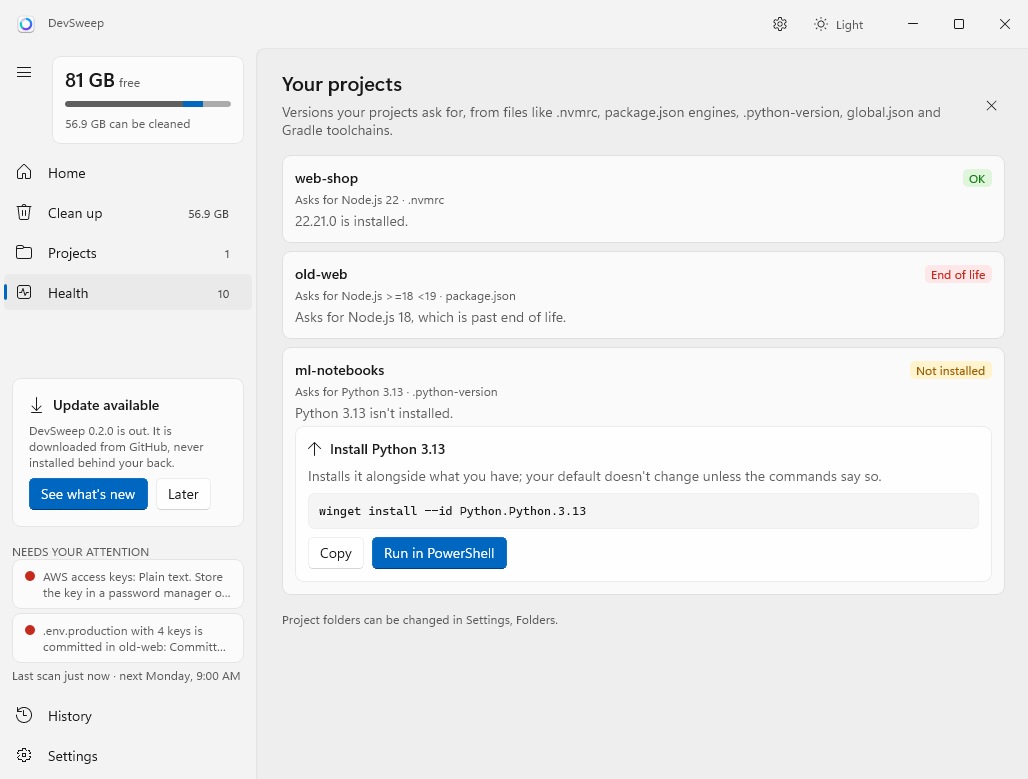 DevSweep
Light
81 GB free
56.9 GB can be cleaned
Home
Clean up 56.9 GB
Projects 1
Health 10
Update available
DevSweep 0.2.0 is out. It is
downloaded from GitHub, never
installed behind your back.
See what's new
Later
NEEDS YOUR ATTENTION
AWS access keys: Plain text. Store
the key in a password manager o...
.env.production with 4 keys is
committed in old-web: Committ...
Last scan just now · next Monday, 9:00 AM
History
Settings
Your projects
Versions your projects ask for, from files like .nvmrc, package.json engines, .python-version, global.json and
Gradle toolchains.
web-shop
OK
Asks for Node.js 22 · .nvmrc
22.21.0 is installed.
old-web
End of life
Asks for Node.js >=18 <19 · package.json
Asks for Node.js 18, which is past end of life.
ml-notebooks
Not installed
Asks for Python 3.13 · .python-version
Python 3.13 isn't installed.
Install Python 3.13
Installs it alongside what you have; your default doesn't change unless the commands say so.
winget install --id Python.Python.3.13
Copy
Run in PowerShell
Project folders can be changed in Settings, Folders.